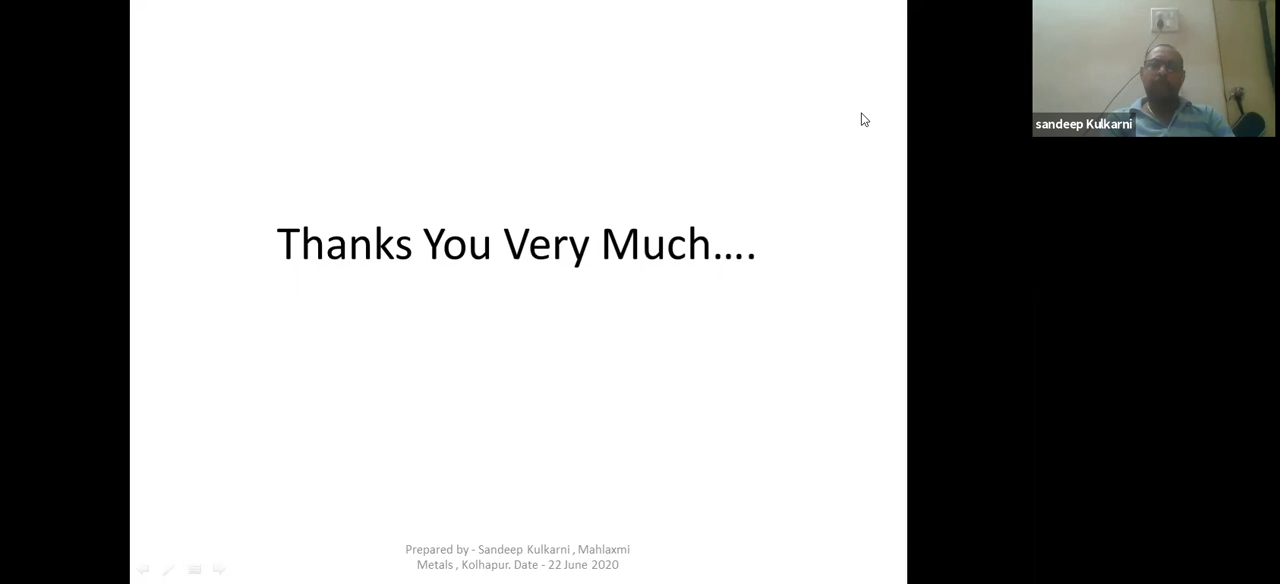 Thanks You Very Much....
Prepared by - Sandeep Kulkarni , Mahlaxmi
Metals , Kolhapur. Date - 22 June 2020
sandeep Kulkarni